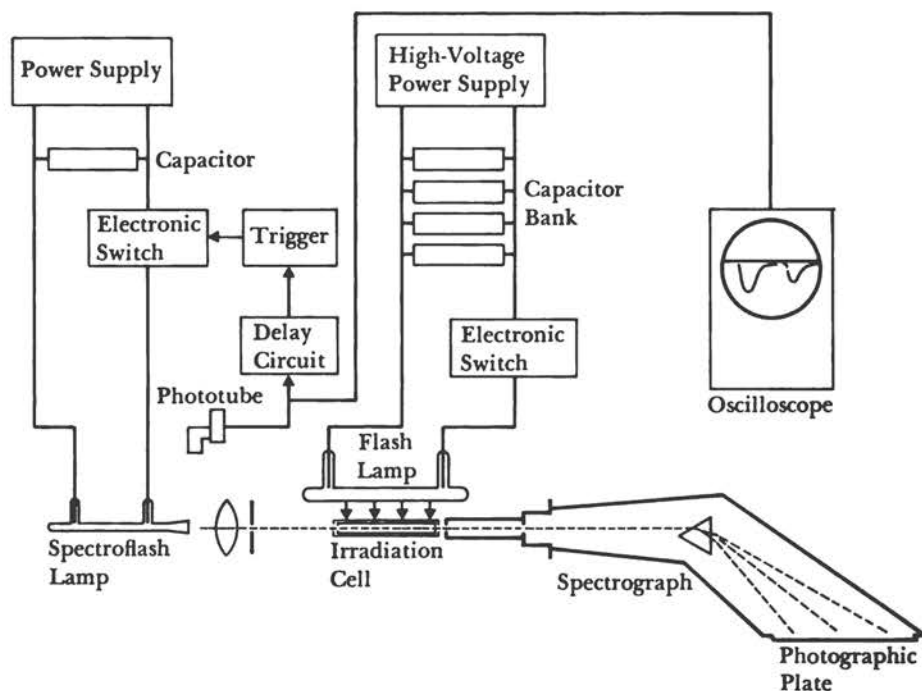 Power Supply
High-Voltage
Power Supply
Capacitor
Capacitor
Bank
Electronic
Switch
Trigger
Delay
Circuit
Electronic
Switch
Phototube
Oscilloscope
Flash
Lamp
Spectroflash
Lamp
Irradiation
Cell
Spectrograph
Photographic
Plate